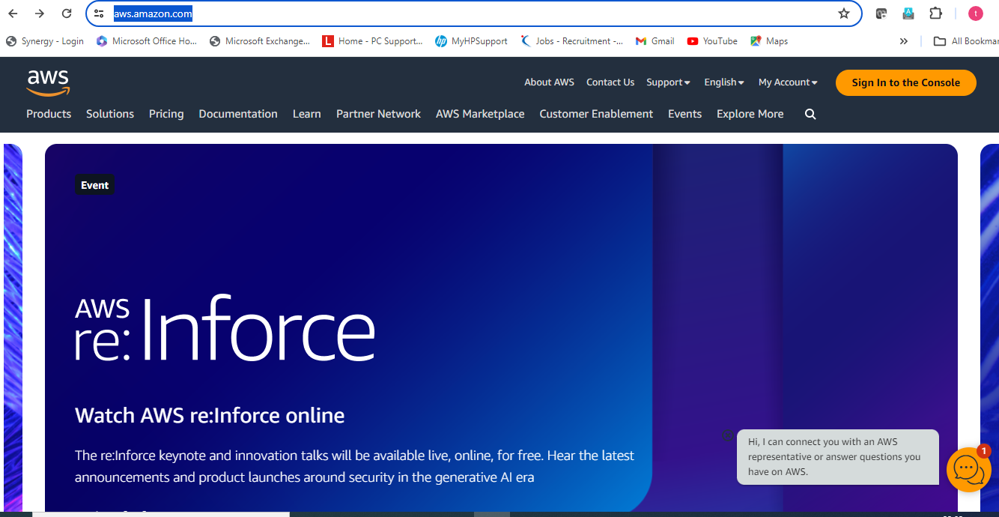 aws.amazon.com
Synergy - Login Microsoft Office Ho... Microsoft Exchange... L Home - PC Support... hp MyHPSupport Jobs - Recruitment -... Gmail YouTube Maps » All Bookmar
aws
About AWS Contact Us Support English My Account Sign In to the Console
Products Solutions Pricing Documentation Learn Partner Network AWS Marketplace Customer Enablement Events Explore More
Event
AWS
re: Inforce
Watch AWS re:Inforce online
The re:Inforce keynote and innovation talks will be available live, online, for free. Hear the latest
announcements and product launches around security in the generative AI era
Hi, I can connect you with an AWS
representative or answer questions you
have on AWS.
1
t